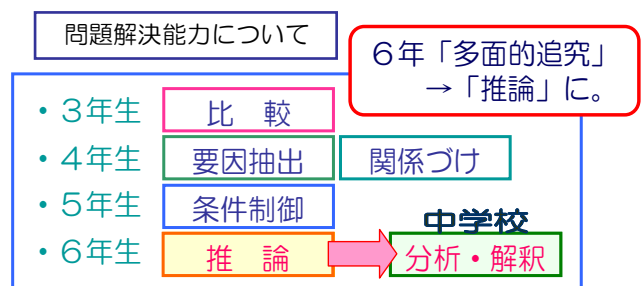 問題解決能力について
6年「多面的追究」
→「推論」に。
・3年生 比 較
・4年生 要因抽出 関係づけ
・5年生 条件制御
中学校
・6年生 推 論 分析・解釈